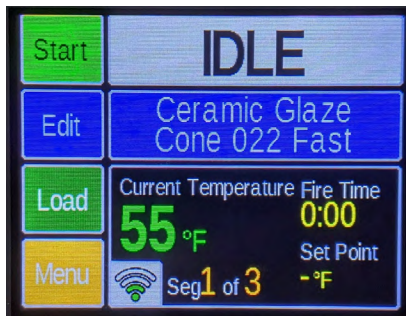 Start
IDLE
Edit
Ceramic Glaze
Cone 022 Fast
Load
Current Temperature
Fire Time
0:00
55 °F
Set Point
- °F
Menu
Seg 1 of 3